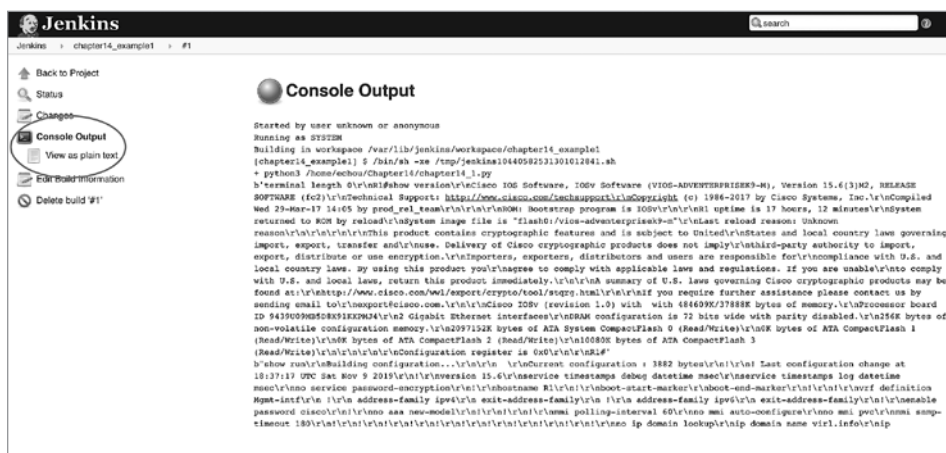 Jenkins
search
Jenkins › chapter14_example1 › #1
Back to Project
Status
Changes
Console Output
View as plain text
Edit Build Information
Delete build '#1'
Console Output
Started by user unknown or anonymous
Running as SYSTEM
Building in workspace /var/lib/jenkins/workspace/chapter14_example1
[chapter14_example1] $ /bin/sh -xe /tmp/jenkins10440582531301012841.sh
+ python3 /home/echou/Chapter14/chapter14_1.py
b'terminal length 0\r\nR1#show version\r\nCisco IOS Software, IOSv Software (VIOS-ADVENTERPRISEK9-M), Version 15.6(3)M2, RELEASE
SOFTWARE (fc2)\r\nTechnical Support: http://www.cisco.com/techsupport\r\nCopyright (c) 1986-2017 by Cisco Systems, Inc.\r\nCompiled
Wed 29-Mar-17 14:05 by prod_rel_team\r\n\r\n\r\nROM: Bootstrap program is IOSv\r\n\r\nR1 uptime is 17 hours, 12 minutes\r\nSystem
returned to ROM by reload\r\nSystem image file is "flash0:/vios-adventerprisek9-m"\r\nLast reload reason: Unknown
reason\r\n\r\n\r\n\r\nThis product contains cryptographic features and is subject to United\r\nStates and local country laws governing
import, export, transfer and\r\nuse. Delivery of Cisco cryptographic products does not imply\r\nthird-party authority to import,
export, distribute or use encryption.\r\nImporters, exporters, distributors and users are responsible for\r\ncompliance with U.S. and
local country laws. By using this product you\r\nagree to comply with applicable laws and regulations. If you are unable\r\nto comply
with U.S. and local laws, return this product immediately.\r\n\r\nA summary of U.S. laws governing Cisco cryptographic products may be
found at:\r\nhttp://www.cisco.com/wwl/export/crypto/tool/stqrg.html\r\n\r\nIf you require further assistance please contact us by
sending email to\r\nexport@cisco.com.\r\n\r\nCisco IOSv (revision 1.0) with with 484609K/37888K bytes of memory.\r\nProcessor board
ID 9439U09HB5D8X91KKPMJ4\r\n2 Gigabit Ethernet interfaces\r\nDRAM configuration is 72 bits wide with parity disabled.\r\n256K bytes of
non-volatile configuration memory.\r\n2097152K bytes of ATA System CompactFlash 0 (Read/Write)\r\n0K bytes of ATA CompactFlash 1
(Read/Write)\r\n0K bytes of ATA CompactFlash 2 (Read/Write)\r\n10080K bytes of ATA CompactFlash 3
(Read/Write)\r\n\r\n\r\n\r\nConfiguration register is 0x0\r\n\r\nR1#'
b'show run\r\nBuilding configuration...\r\n\r\n \r\nCurrent configuration : 3882 bytes\r\n!\r\n! Last configuration change at
18:37:17 UTC Sat Nov 9 2019\r\n!\r\nversion 15.6\r\nservice timestamps debug datetime msec\r\nservice timestamps log datetime
msec\r\nno service password-encryption\r\n!\r\nhostname R1\r\n!\r\nboot-start-marker\r\nboot-end-marker\r\n!\r\n!\r\nvrf definition
Mgmt-intf\r\n !\r\n address-family ipv4\r\n exit-address-family\r\n !\r\n address-family ipv6\r\n exit-address-family\r\n!\r\nenable
password cisco\r\n!\r\nno aaa new-model\r\n!\r\n!\r\n!\r\nmmi polling-interval 60\r\nno mmi auto-configure\r\nno mmi pvc\r\nmmi snmp-
timeout 180\r\n!\r\n!\r\n!\r\n!\r\n!\r\n!\r\n!\r\n!\r\n!\r\nno ip domain lookup\r\nip domain name virl.info\r\nip